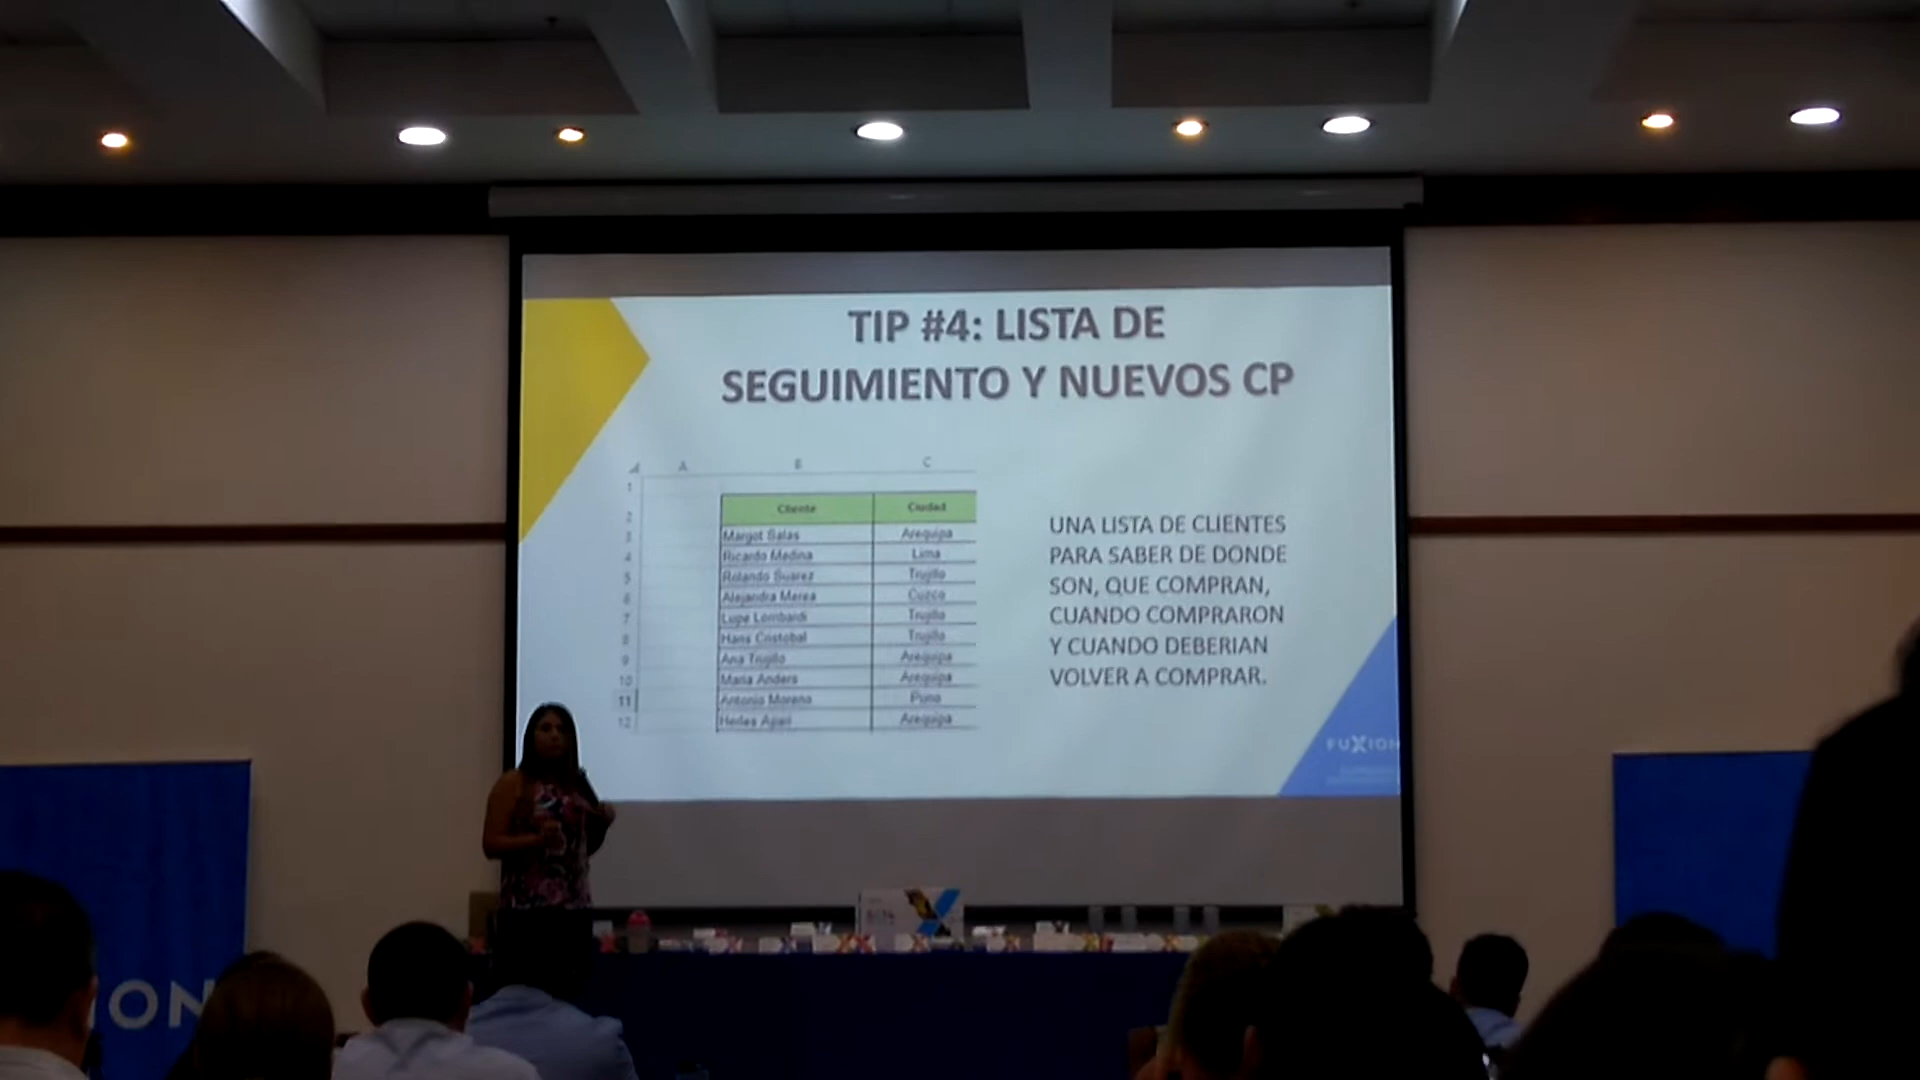 TIP #4: LISTA DE
SEGUIMIENTO Y NUEVOS CP
A B C
1
2 Cliente Ciudad
3 Margot Salas Arequipa
4 Ricardo Medina Lima
5 Rolando Suarez Trujillo
6 Alejandra Merea Cuzco
7 Lupe Lombardi Trujillo
8 Hans Cristobal Trujillo
9 Ana Trujillo Arequipa
10 Maria Anders Arequipa
11 Antonio Moreno Puno
12 Arequipa
UNA LISTA DE CLIENTES
PARA SABER DE DONDE
SON, QUE COMPRAN,
CUANDO COMPRARON
Y CUANDO DEBERIAN
VOLVER A COMPRAR.
FUXION
ION